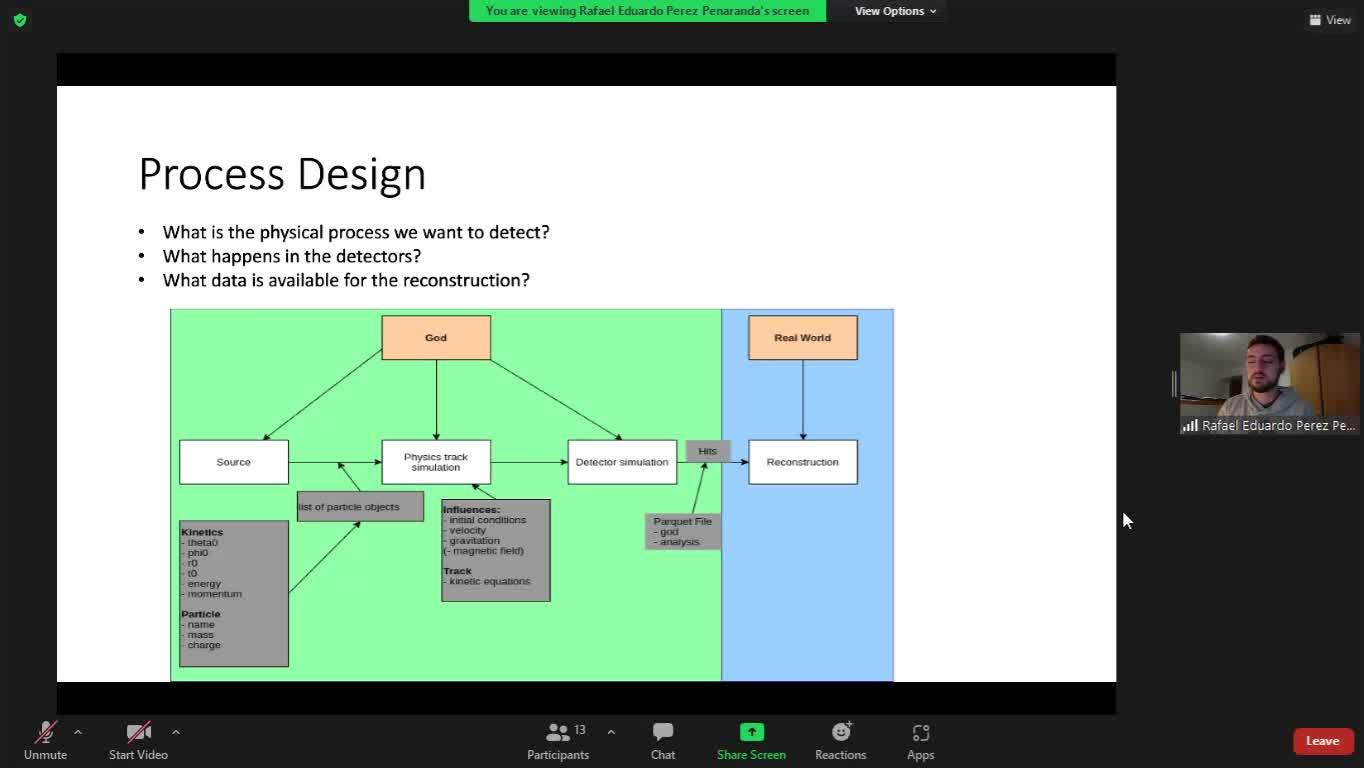 You are viewing Rafael Eduardo Perez Penaranda's screen
View Options
View
Process Design
• What is the physical process we want to detect?
• What happens in the detectors?
• What data is available for the reconstruction?
God
Real World
Source
Physics track
simulation
Detector simulation
Hits
Reconstruction
list of particle objects
Influences:
- initial conditions
- velocity
- gravitation
(- magnetic field)
Track
- kinetic equations
Parquet File
- god
- analysis
Kinetics
- theta0
- phi0
- r0
- t0
- energy
- momentum
Particle
- name
- mass
- charge
Rafael Eduardo Perez Pe...
Unmute
Start Video
Participants
13
Chat
Share Screen
Reactions
Apps
Leave